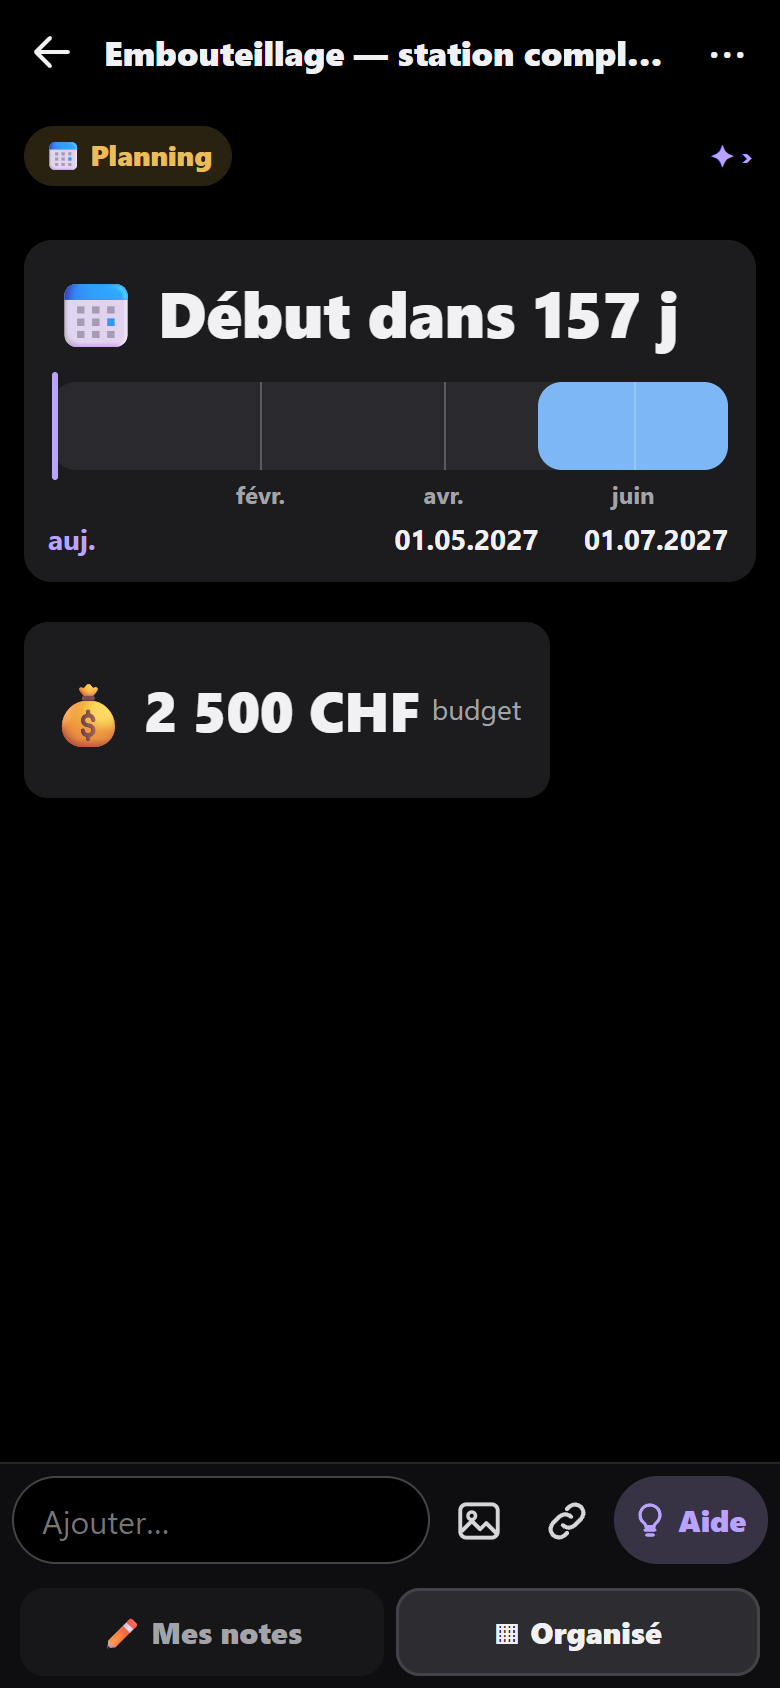 Embouteillage — station compl...
Planning
Début dans 157 j
févr. avr. juin
auj. 01.05.2027 01.07.2027
2 500 CHF budget
Ajouter...
Aide
Mes notes
Organisé